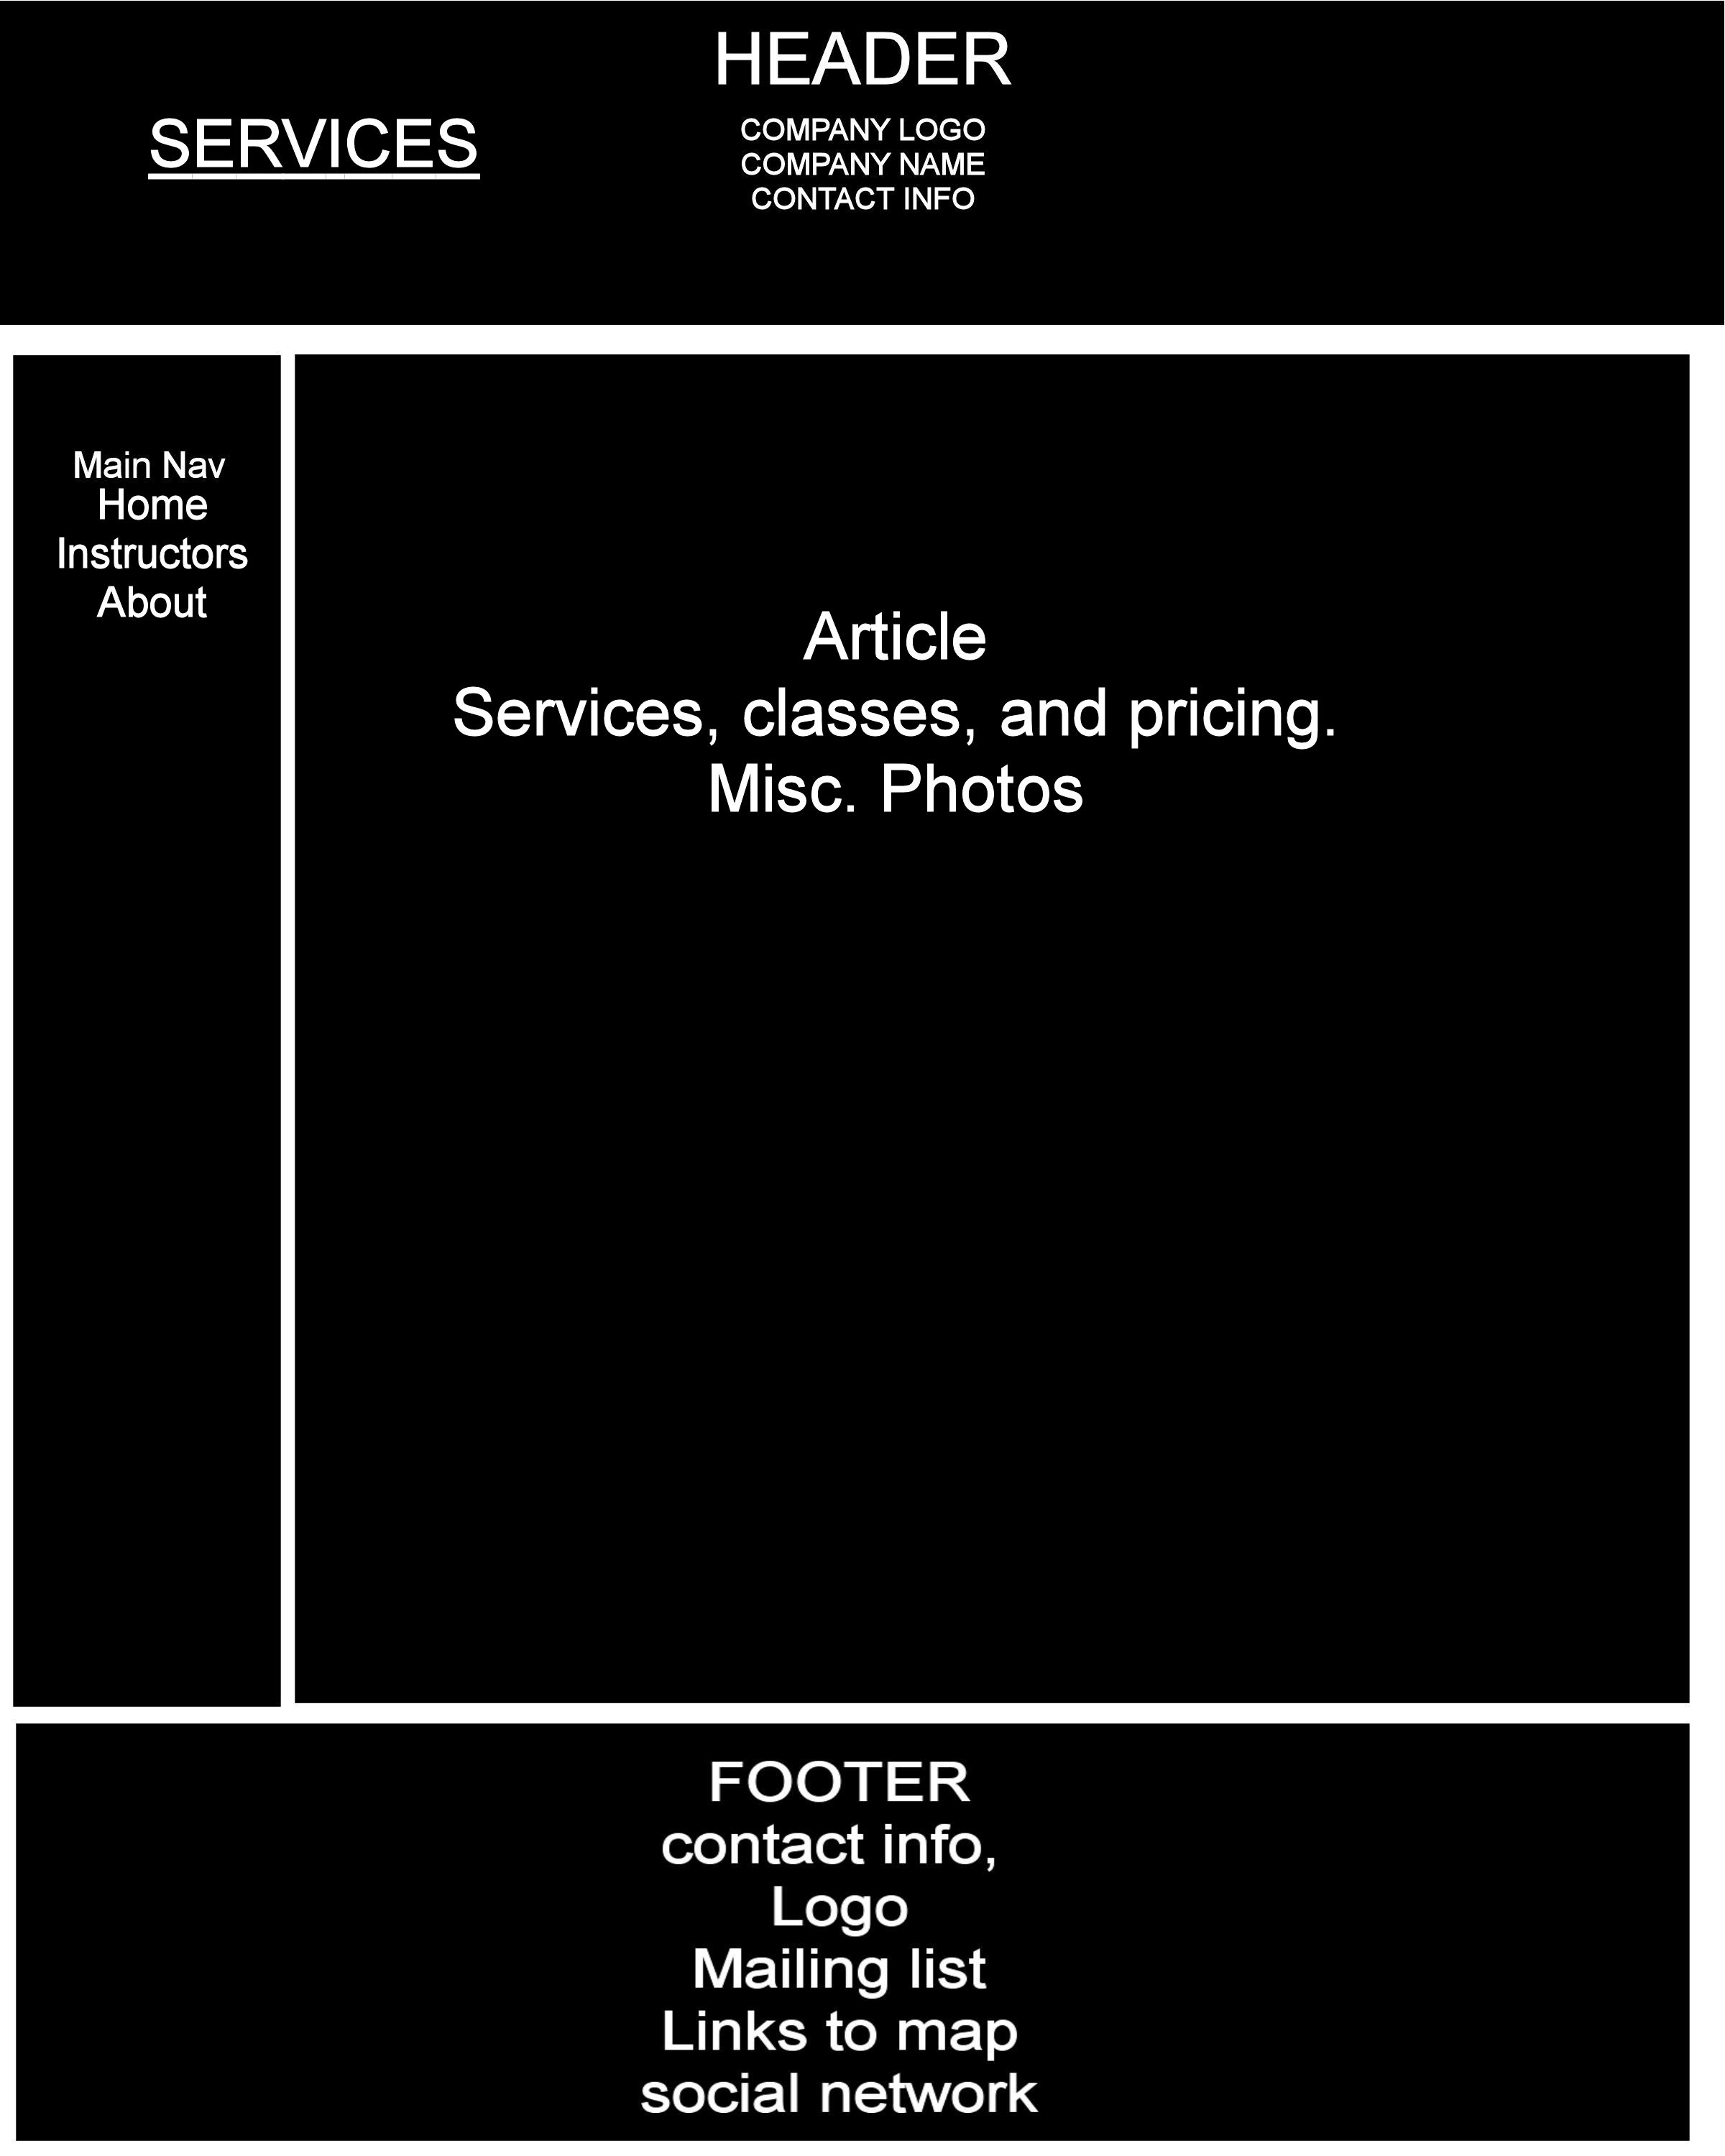 HEADER
SERVICES
COMPANY LOGO
COMPANY NAME
CONTACT INFO
Main Nav
Home
Instructors
About
Article
Services, classes, and pricing.
Misc. Photos
FOOTER
contact info,
Logo
Mailing list
Links to map
social network